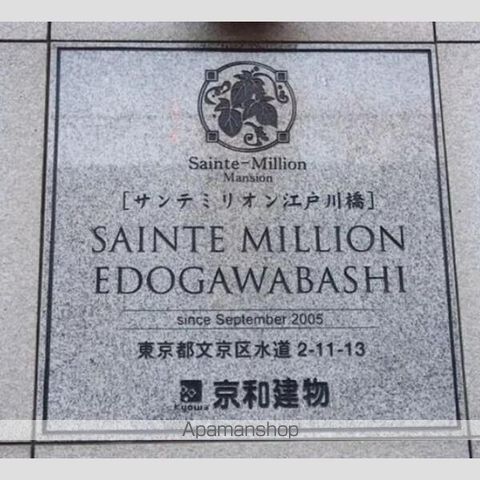 Sainte-Million
Mansion
[サンテミリオン江戸川橋]
SAINTE MILLION
EDOGAWABASHI
since September 2005
東京都文京区水道 2-11-13
Kyowa 京和建物
Apamanshop